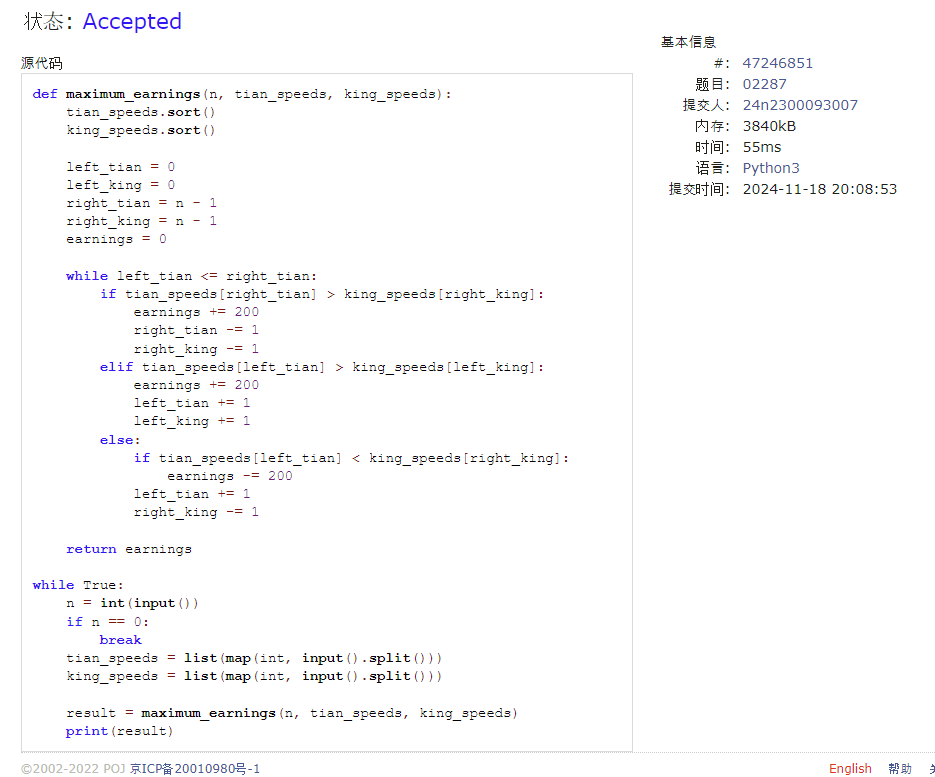 状态: Accepted
源代码
def maximum_earnings(n, tian_speeds, king_speeds):
    tian_speeds.sort()
    king_speeds.sort()

    left_tian = 0
    left_king = 0
    right_tian = n - 1
    right_king = n - 1
    earnings = 0

    while left_tian <= right_tian:
        if tian_speeds[right_tian] > king_speeds[right_king]:
            earnings += 200
            right_tian -= 1
            right_king -= 1
        elif tian_speeds[left_tian] > king_speeds[left_king]:
            earnings += 200
            left_tian += 1
            left_king += 1
        else:
            if tian_speeds[left_tian] < king_speeds[right_king]:
                earnings -= 200
            left_tian += 1
            right_king -= 1

    return earnings

while True:
    n = int(input())
    if n == 0:
        break
    tian_speeds = list(map(int, input().split()))
    king_speeds = list(map(int, input().split()))

    result = maximum_earnings(n, tian_speeds, king_speeds)
    print(result)
基本信息
#: 47246851
题目: 02287
提交人: 24n2300093007
内存: 3840kB
时间: 55ms
语言: Python3
提交时间: 2024-11-18 20:08:53
©2002-2022 POJ 京ICP备20010980号-1
English 帮助